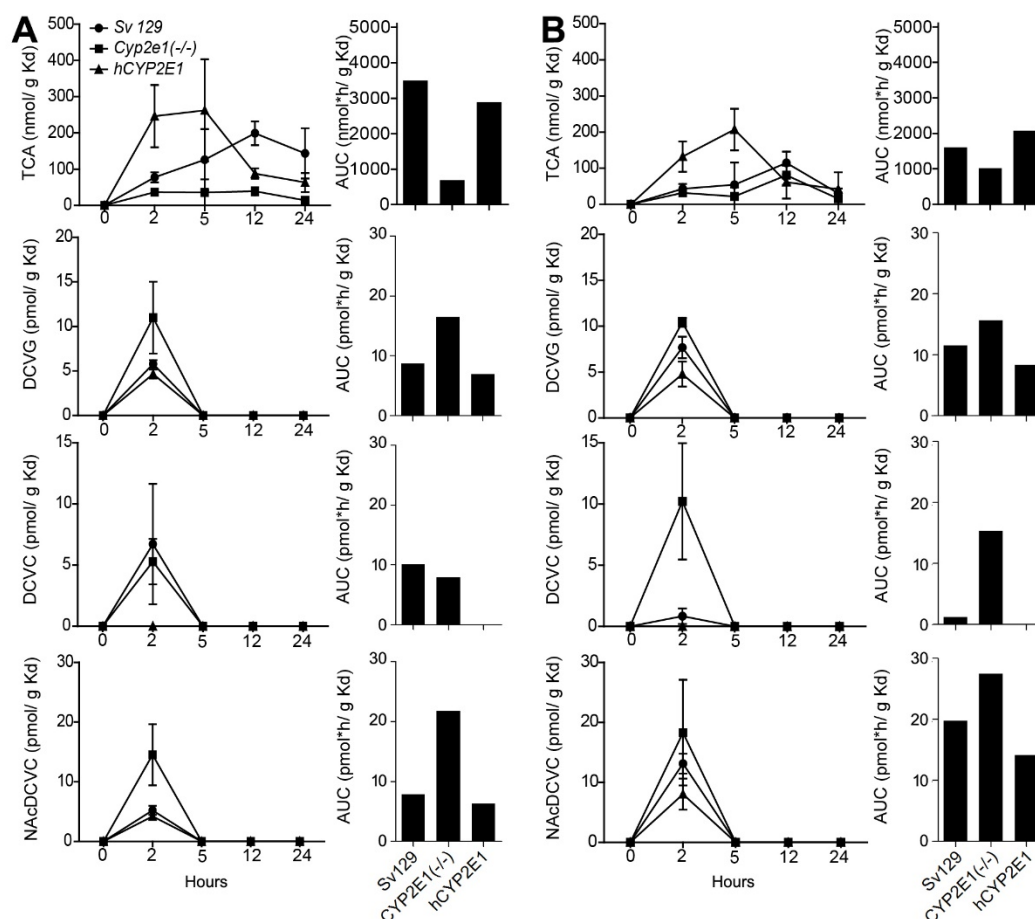 A
Sv 129
Cyp2e1(-/-)
hCYP2E1
TCA (nmol/ g Kd)
500
400
300
200
100
0
0 2 5 12 24
AUC (nmol*h/ g Kd)
5000
4000
3000
2000
1000
0
DCVG (pmol/ g Kd)
20
15
10
5
0
0 2 5 12 24
AUC (pmol*h/ g Kd)
30
20
10
0
DCVC (pmol/ g Kd)
15
10
5
0
0 2 5 12 24
AUC (pmol*h/ g Kd)
30
20
10
0
NAcDCVC (pmol/ g Kd)
30
20
10
0
0 2 5 12 24
Hours
AUC (pmol*h/ g Kd)
30
20
10
0
Sv129
CYP2E1(-/-)
hCYP2E1
B
TCA (nmol/ g Kd)
500
400
300
200
100
0
0 2 5 12 24
AUC (nmol*h/ g Kd)
5000
4000
3000
2000
1000
0
DCVG (pmol/ g Kd)
20
15
10
5
0
0 2 5 12 24
AUC (pmol*h/ g Kd)
30
20
10
0
DCVC (pmol/ g Kd)
15
10
5
0
0 2 5 12 24
AUC (pmol*h/ g Kd)
30
20
10
0
NAcDCVC (pmol/ g Kd)
30
20
10
0
0 2 5 12 24
Hours
AUC (pmol*h/ g Kd)
30
20
10
0
Sv129
CYP2E1(-/-)
hCYP2E1